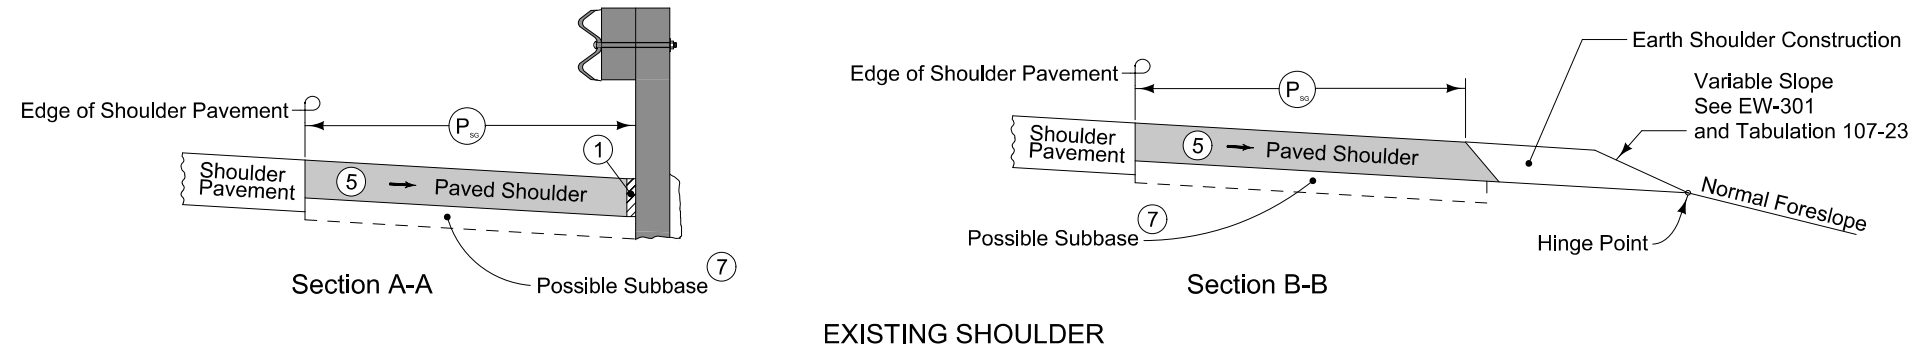 Edge of Shoulder Pavement
P SG
1
Shoulder
Pavement
5
Paved Shoulder
7
Possible Subbase
Section A-A
Edge of Shoulder Pavement
P SG
Earth Shoulder Construction
Variable Slope
See EW-301
and Tabulation 107-23
Shoulder
Pavement
5
Paved Shoulder
Normal Foreslope
7
Possible Subbase
Hinge Point
Section B-B
EXISTING SHOULDER